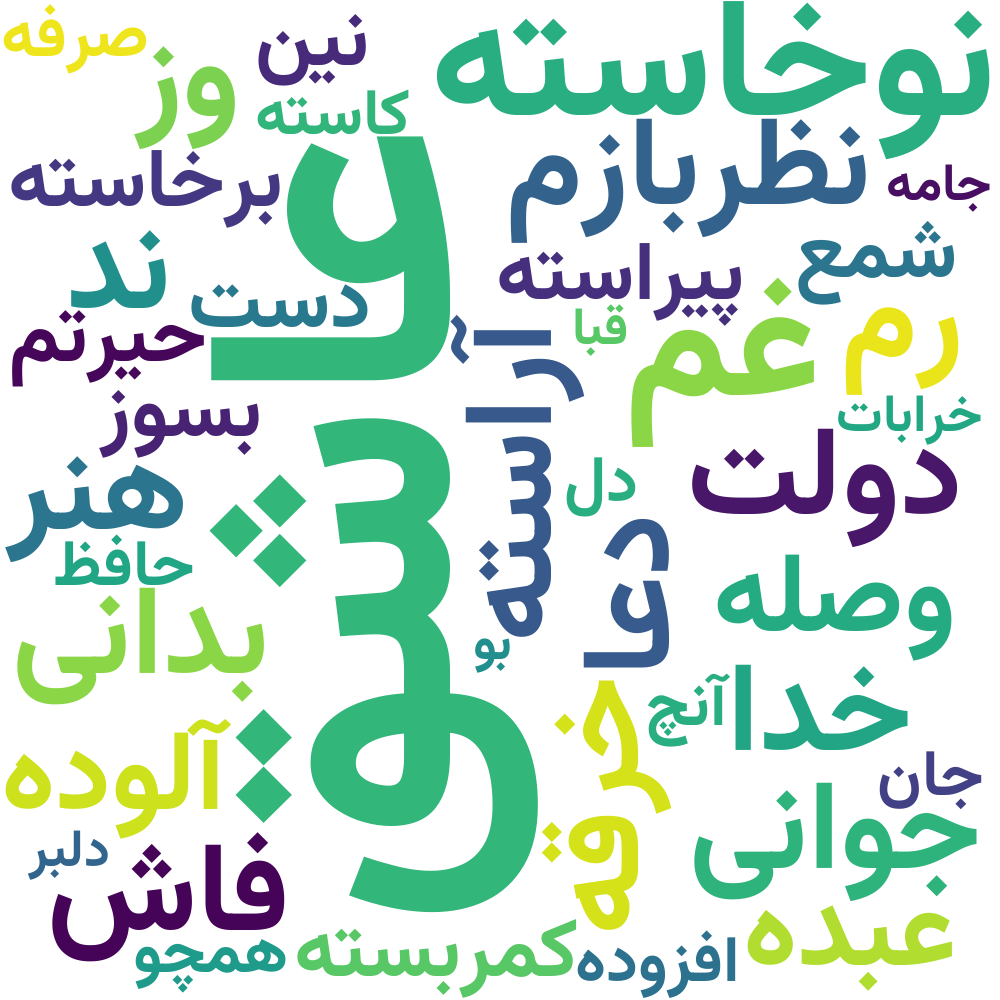 نوخاسته
صرفه
نین
وز
کاسته
نظربازم
برخاسته
جامه
شمع
ند
پیراسته
دست
عاشق
غم
قبا
رم
حیرتم
آراسته
بسوز
خرابات
دولت
هنر
دل
دعا
حافظ
وصله
بدانی
بو
خدا
آنچ
خرقه
آلوده
جان
جوانی
دلبر
فاش
عبده
کمربسته
افزوده
همچو